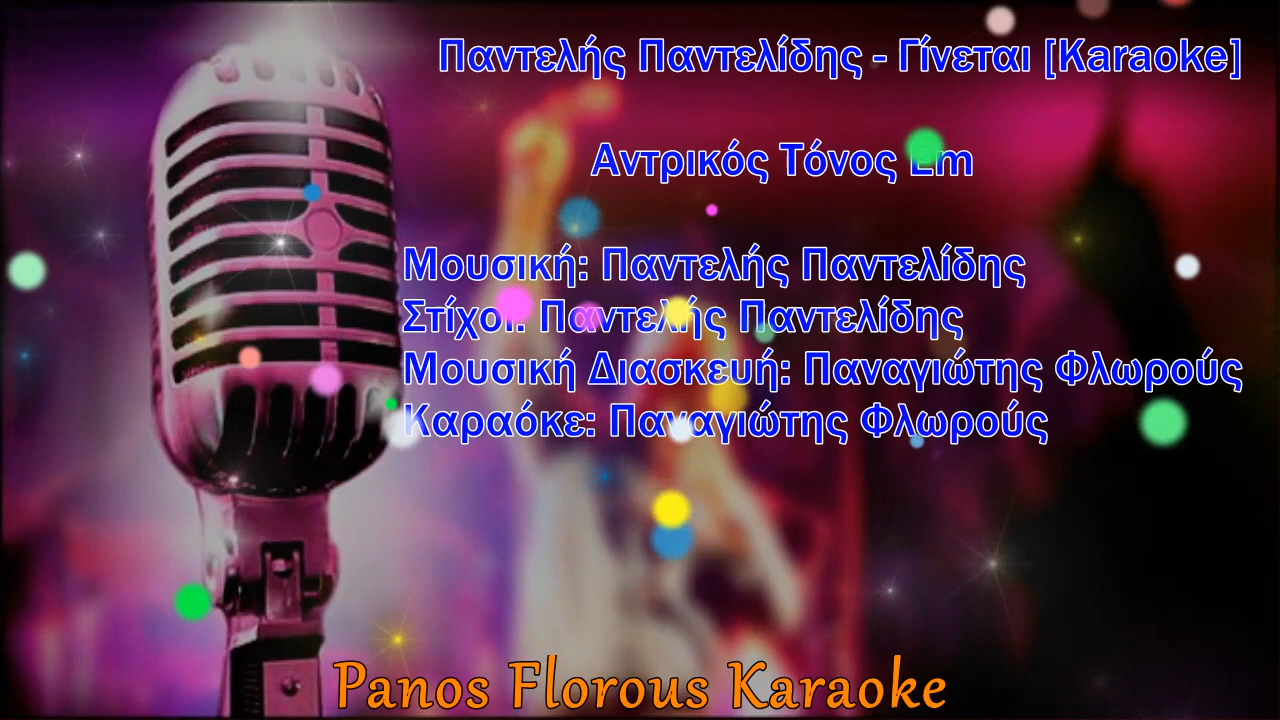 Παντελής Παντελίδης - Γίνεται [Karaoke]
Αντρικός Τόνος Em
Μουσική: Παντελής Παντελίδης
Στίχοι: Παντελής Παντελίδης
Μουσική Διασκευή: Παναγιώτης Φλωρούς
Καραόκε: Παναγιώτης Φλωρούς
Panos Florous Karaoke